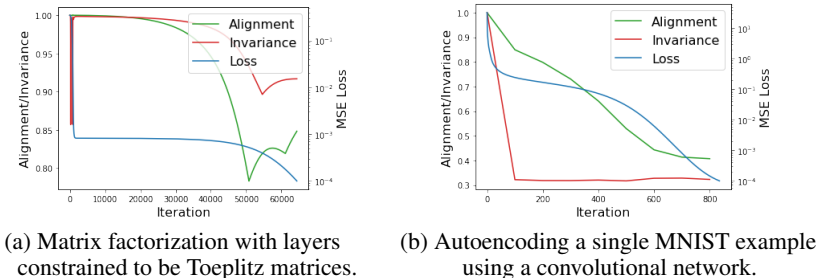 1.00
0.95
0.90
0.85
0.80
Alignment/Invariance
Alignment
Invariance
Loss
10⁻¹
10⁻²
10⁻³
10⁻⁴
MSE Loss
0 10000 20000 30000 40000 50000 60000
Iteration
(a) Matrix factorization with layers
constrained to be Toeplitz matrices.
1.0
0.9
0.8
0.7
0.6
0.5
0.4
0.3
Alignment/Invariance
Alignment
Invariance
Loss
10¹
10⁰
10⁻¹
10⁻²
10⁻³
10⁻⁴
MSE Loss
0 200 400 600 800
Iteration
(b) Autoencoding a single MNIST example
using a convolutional network.